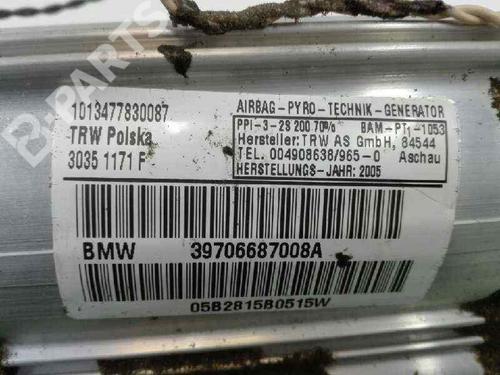 1013477830087
TRW Polska
3035 1171 F
AIRBAG-PYRO-TECHNIK-GENERATOR
PPI-3-2S 200 70% BAM-PT1-1053
Hersteller:TRW AS GmbH, 84544
TEL. 004908638/965-0 Aschau
HERSTELLUNGS-JAHR: 2005
BMW 39706687008A
05B2815B0515W
B-PARTS